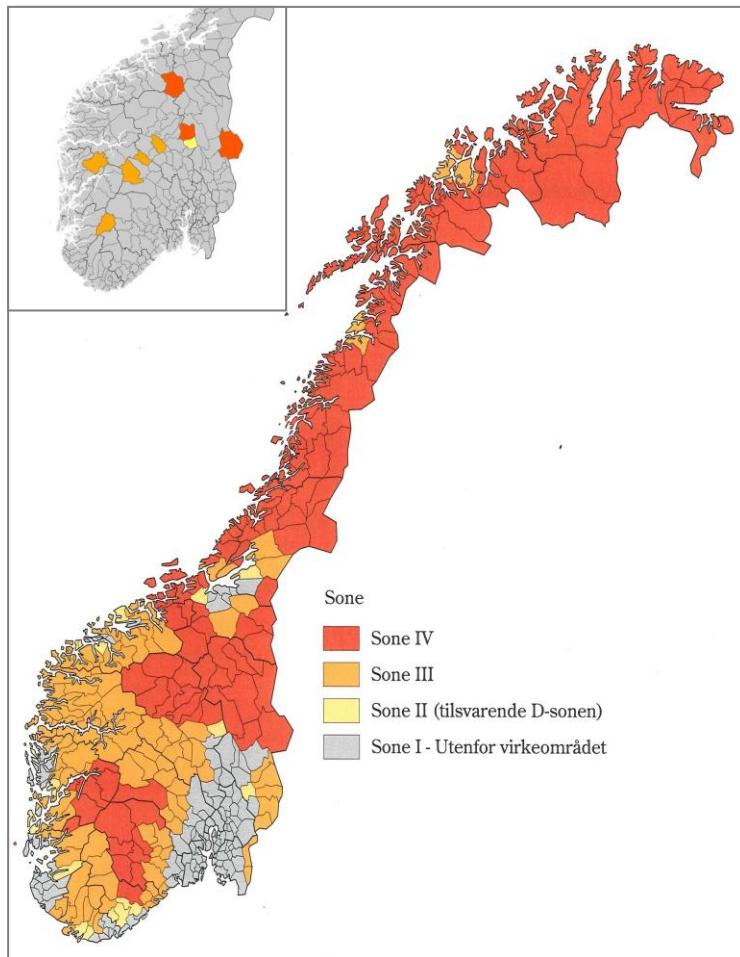 Sone
Sone IV
Sone III
Sone II (tilsvarende D-sonen)
Sone I - Utenfor virkeområdet